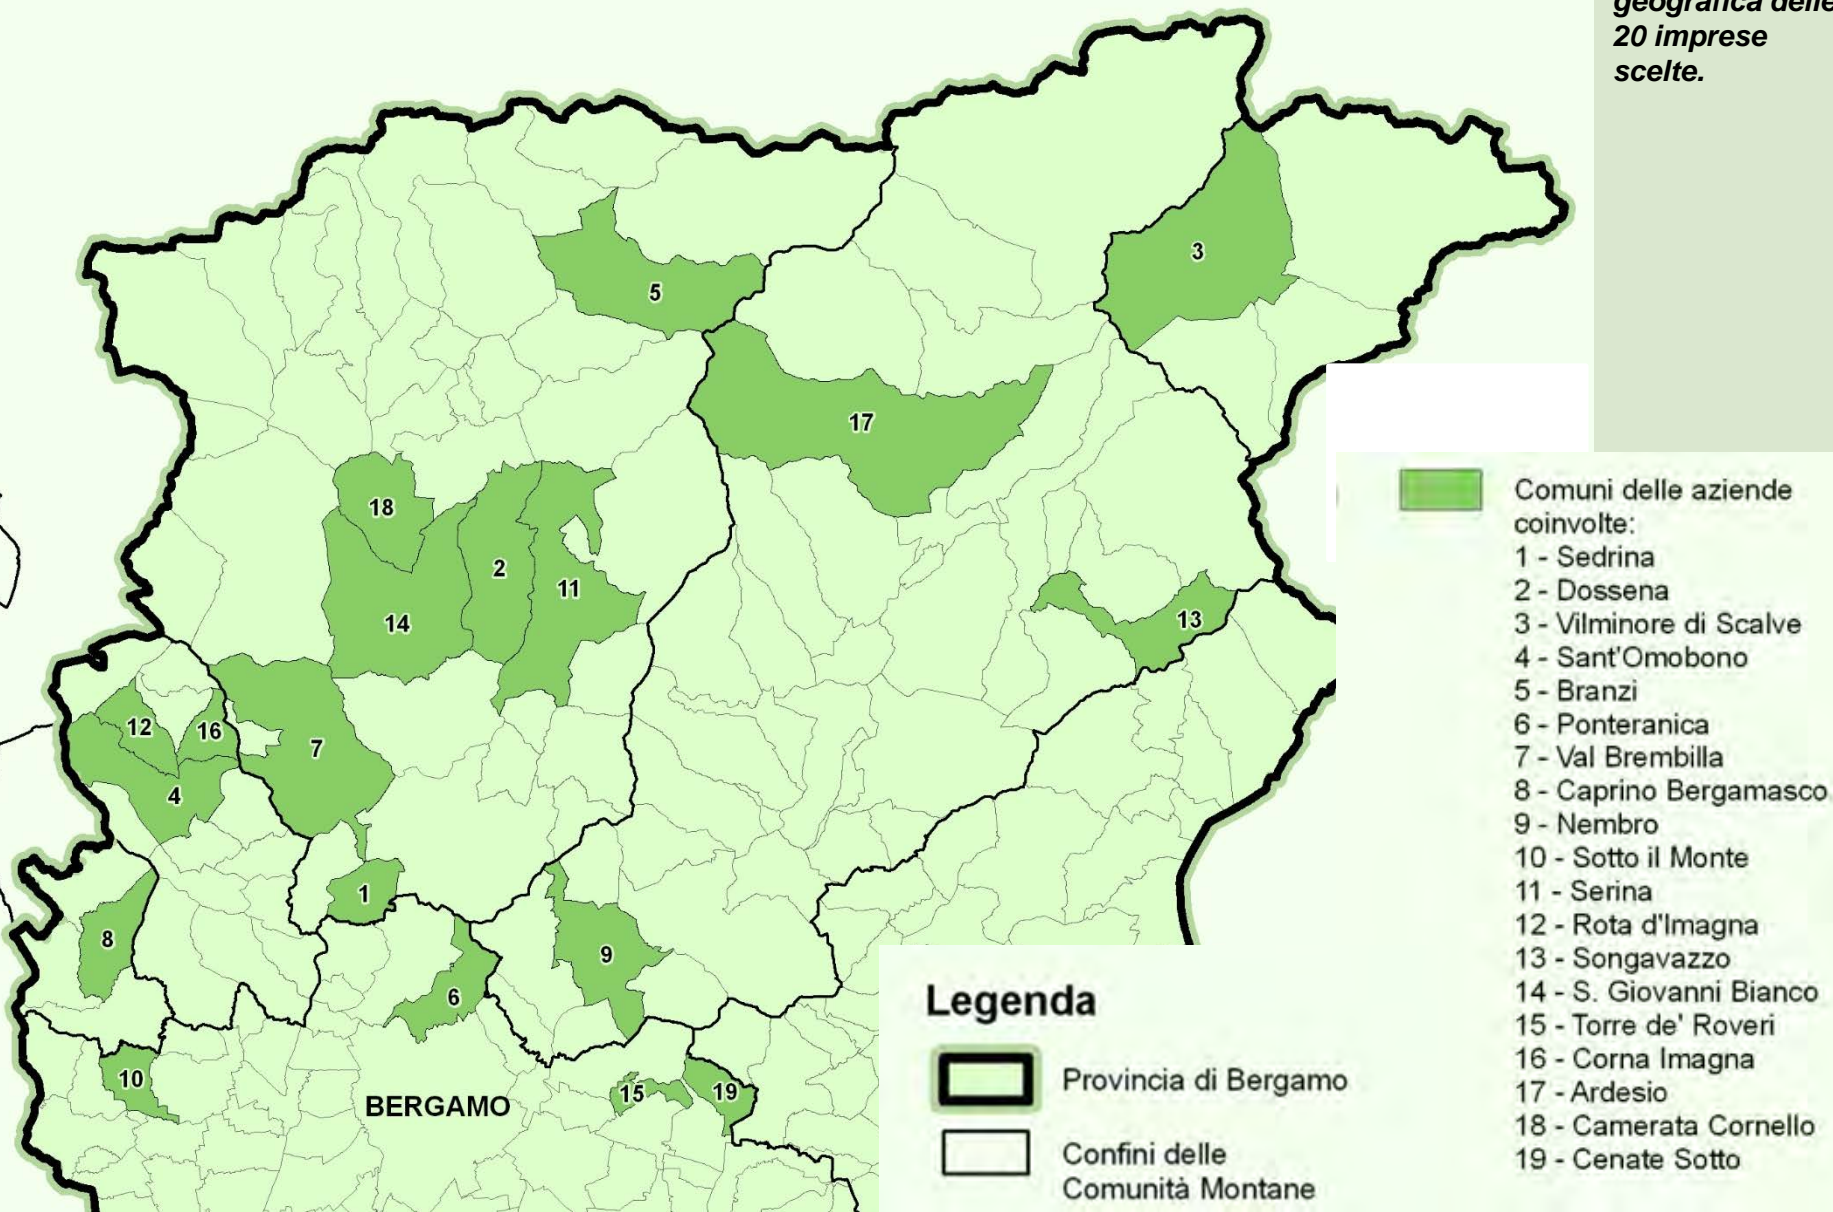 geografica delle
20 imprese
scelte.
3
5
17
18
2
11
14
13
12
16
7
4
1
8
9
6
10
15
19
BERGAMO
Comuni delle aziende
coinvolte:
1 - Sedrina
2 - Dossena
3 - Vilminore di Scalve
4 - Sant'Omobono
5 - Branzi
6 - Ponteranica
7 - Val Brembilla
8 - Caprino Bergamasco
9 - Nembro
10 - Sotto il Monte
11 - Serina
12 - Rota d'Imagna
13 - Songavazzo
14 - S. Giovanni Bianco
15 - Torre de' Roveri
16 - Corna Imagna
17 - Ardesio
18 - Camerata Cornello
19 - Cenate Sotto
Legenda
Provincia di Bergamo
Confini delle
Comunità Montane